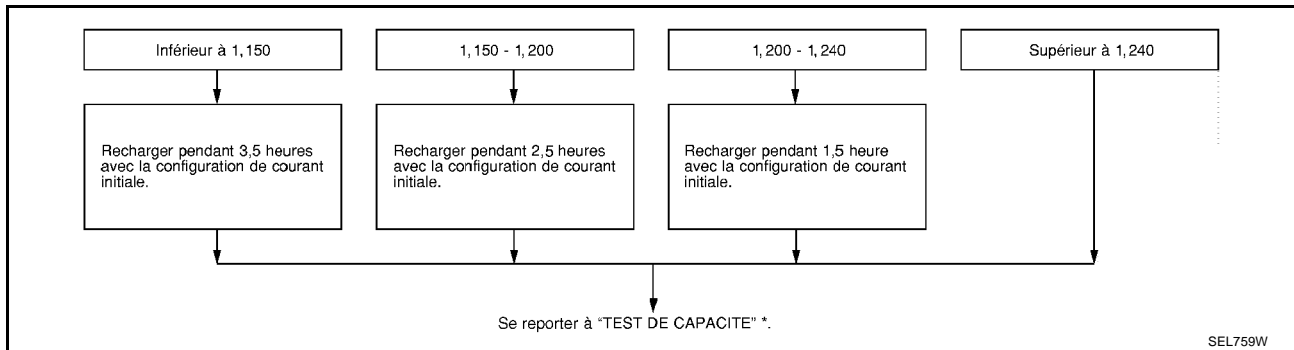 Inférieur à 1,150
1,150 - 1,200
1,200 - 1,240
Supérieur à 1,240
Recharger pendant 3,5 heures
avec la configuration de courant
initiale.
Recharger pendant 2,5 heures
avec la configuration de courant
initiale.
Recharger pendant 1,5 heure
avec la configuration de courant
initiale.
Se reporter à “TEST DE CAPACITE” *.
SEL759W